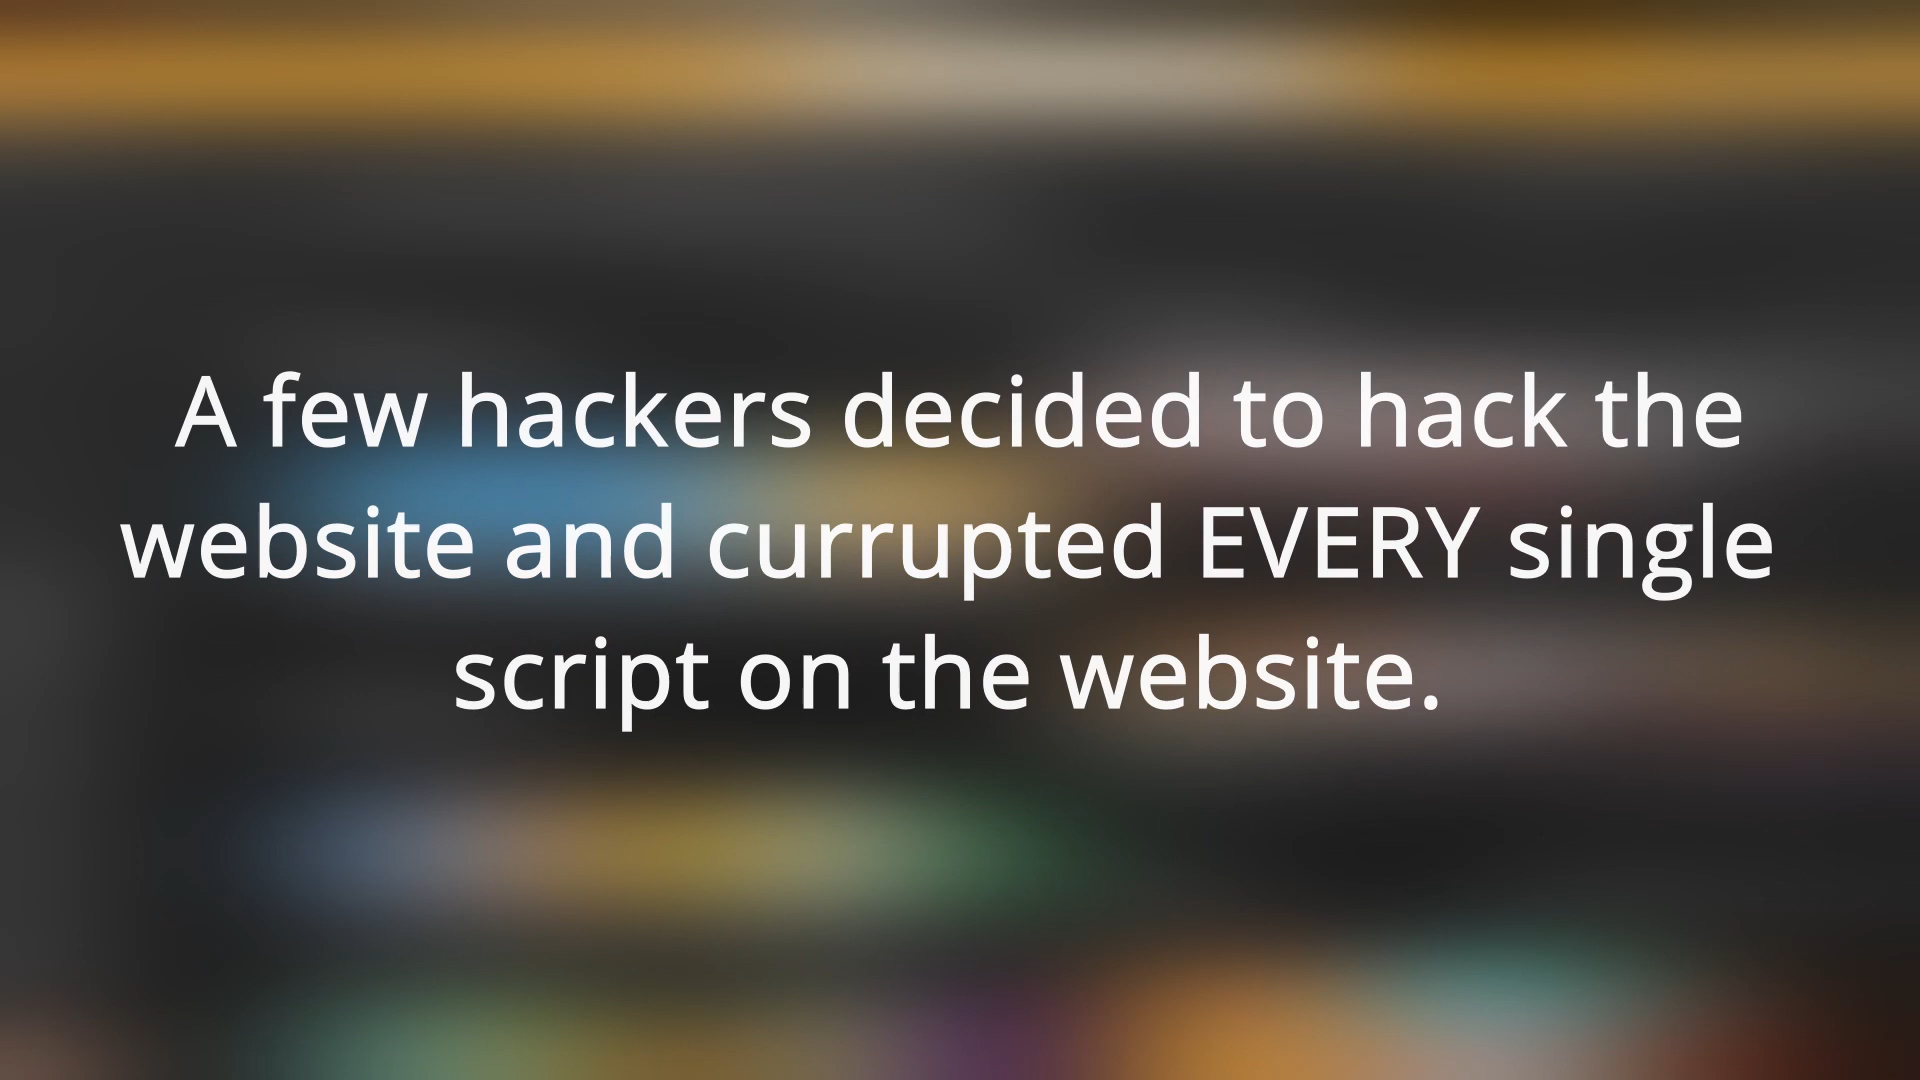 A few hackers decided to hack the
website and currupted EVERY single
script on the website.